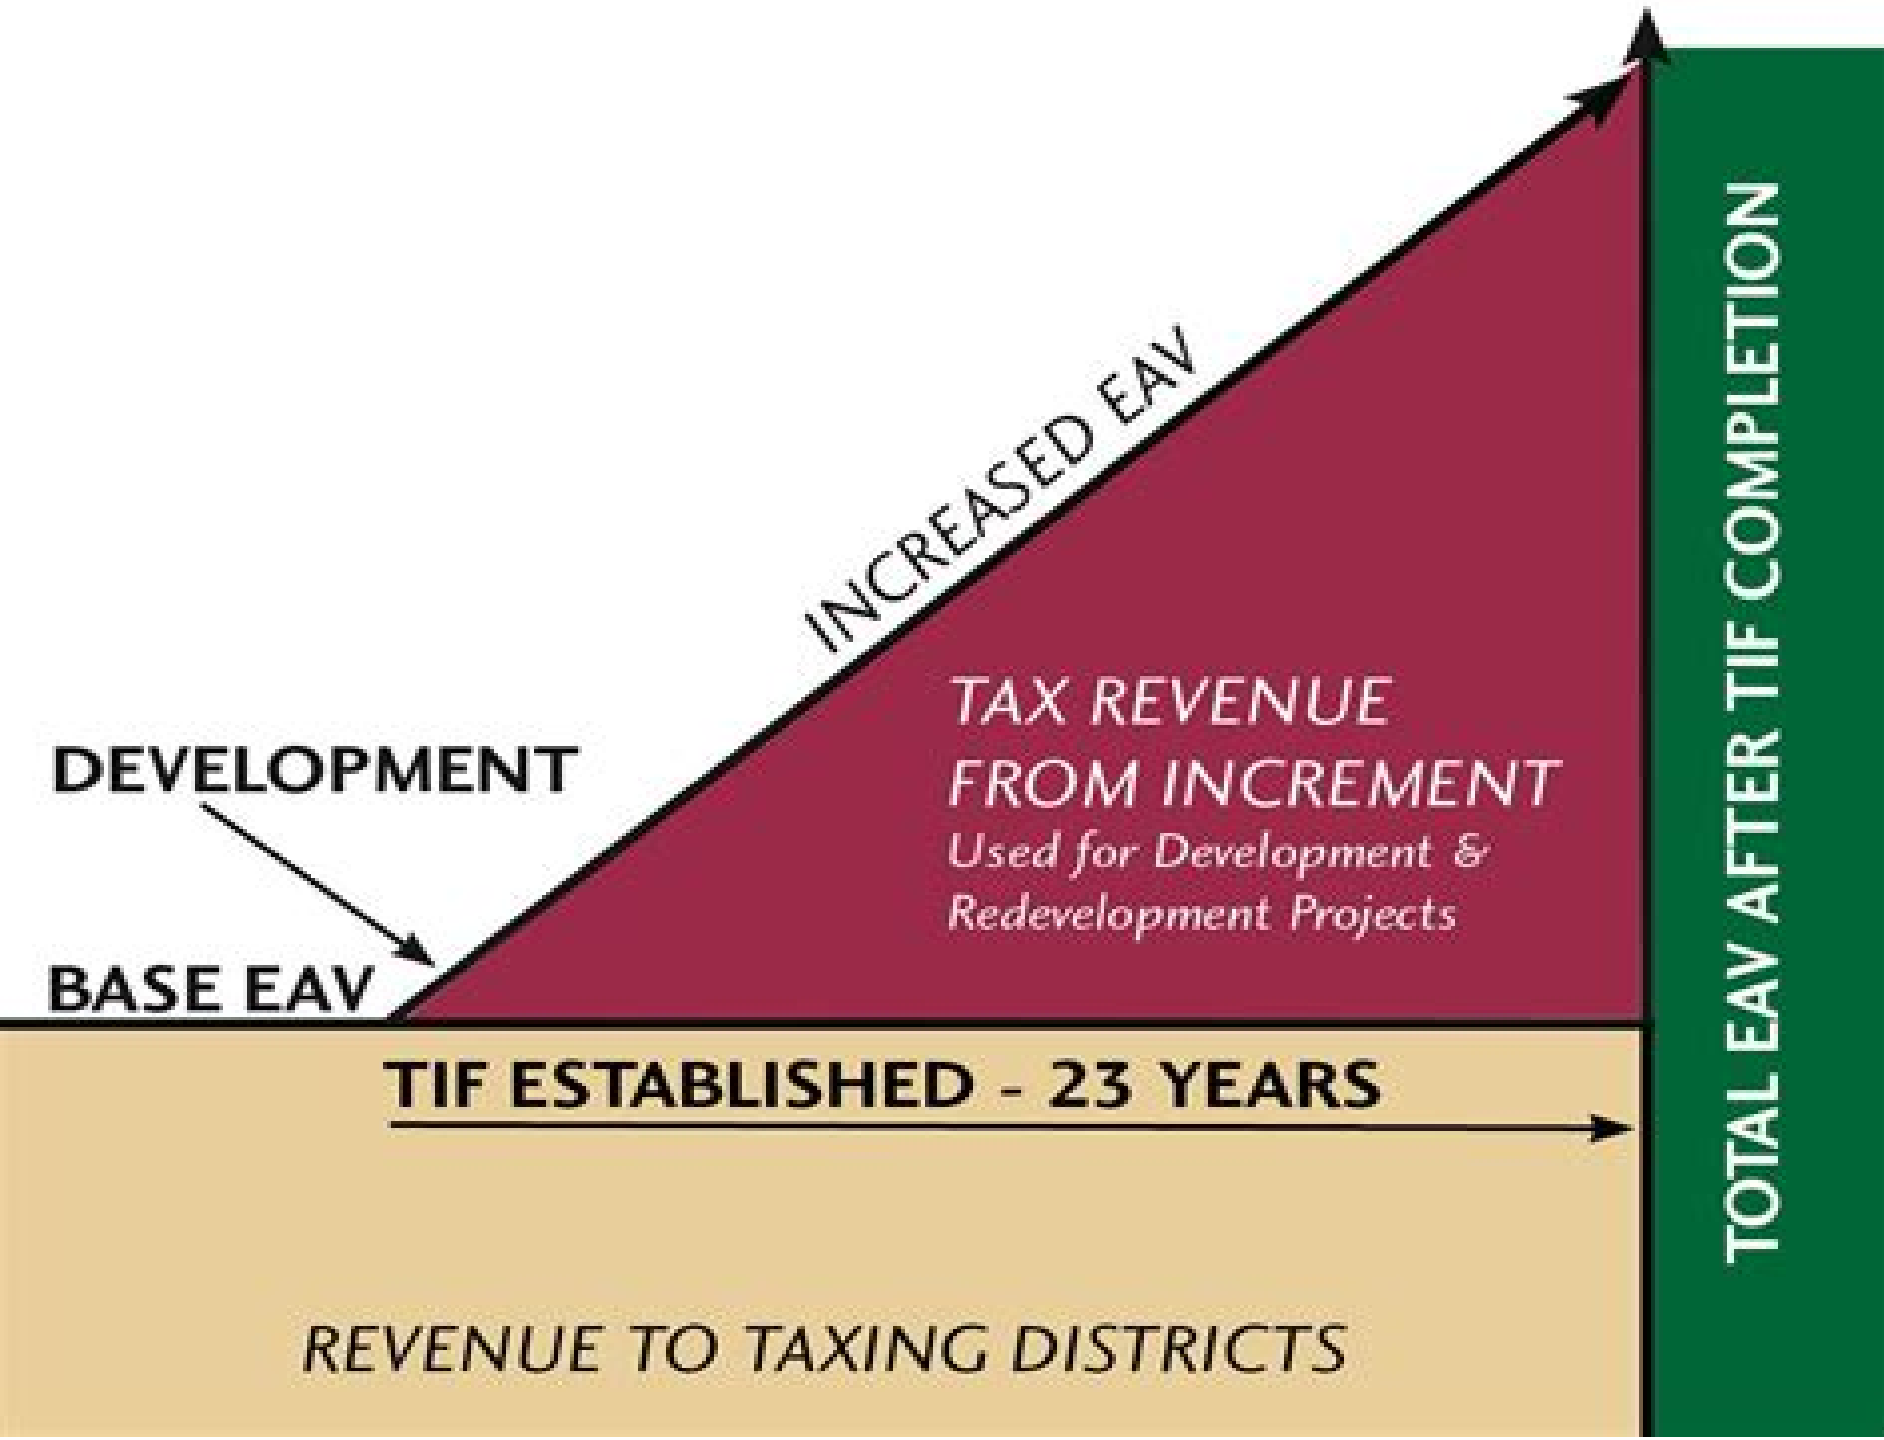 INCREASED EAV
DEVELOPMENT
BASE EAV
TAX REVENUE
FROM INCREMENT
Used for Development &
Redevelopment Projects
TIF ESTABLISHED - 23 YEARS
REVENUE TO TAXING DISTRICTS
TOTAL EAV AFTER TIF COMPLETION